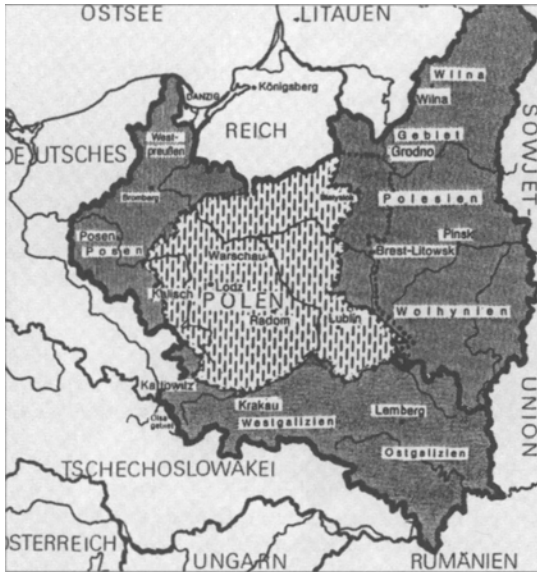 OSTSEE
LITAUEN
Königsberg
DANZIG
Wilna
Wilna
REICH
West-
preußen
Gebiet
DEUTSCHES
Grodno
SOWJET-
Bromberg
Polesien
Posen
Posen
Pinsk
Brest-Litowsk
Warschau
Kalisch
Lodz
POLEN
Radom
Lublin
Wolhynien
Kattowitz
Krakau
Westgalizien
Lemberg
Ostgalizien
UNION
TSCHECHOSLOWAKEI
ÖSTERREICH
UNGARN
RUMÄNIEN